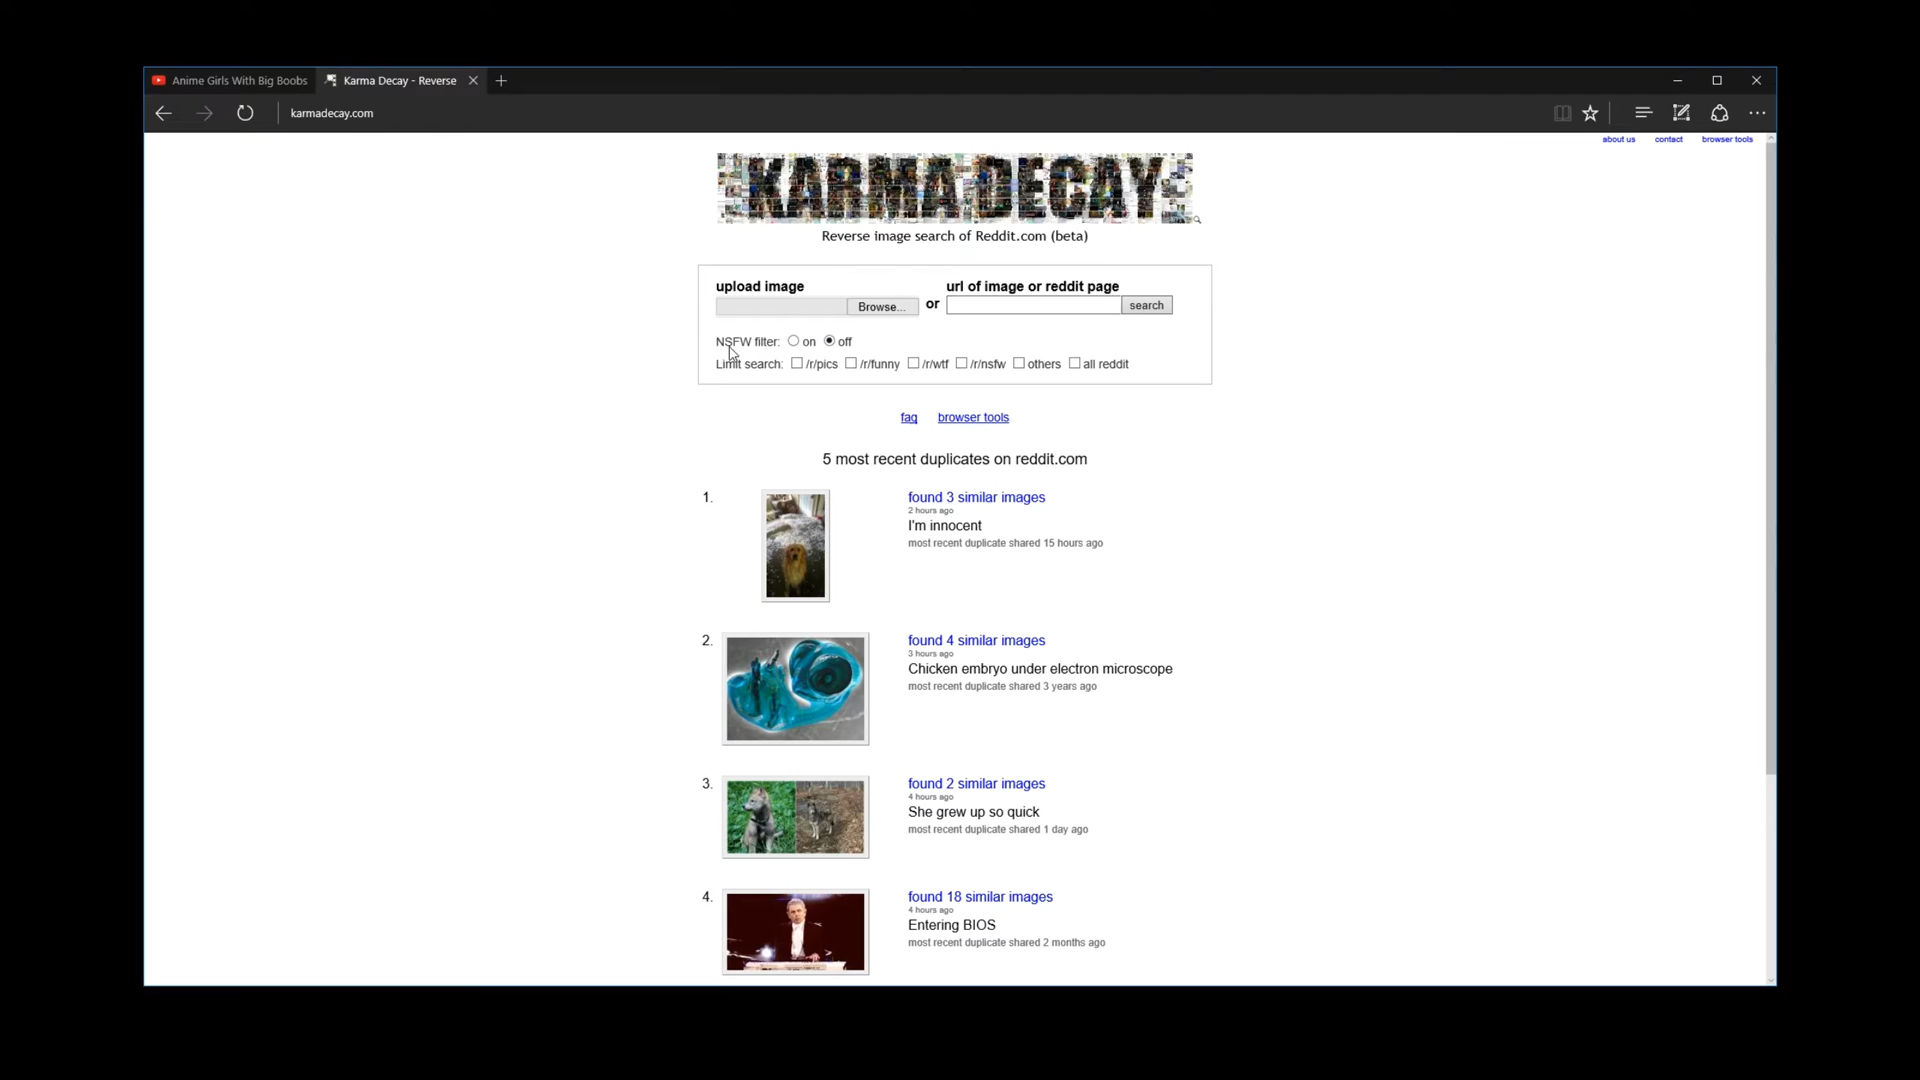 Anime Girls With Big Boobs
Karma Decay - Reverse
karmadecay.com
about us contact browser tools
KARMA DECAY
Reverse image search of Reddit.com (beta)
upload image
url of image or reddit page
Browse...
or
search
NSFW filter: on off
Limit search: /r/pics /r/funny /r/wtf /r/nsfw others all reddit
faq browser tools
5 most recent duplicates on reddit.com
1.
found 3 similar images
2 hours ago
I'm innocent
most recent duplicate shared 15 hours ago
2.
found 4 similar images
3 hours ago
Chicken embryo under electron microscope
most recent duplicate shared 3 years ago
3.
found 2 similar images
4 hours ago
She grew up so quick
most recent duplicate shared 1 day ago
4.
found 18 similar images
4 hours ago
Entering BIOS
most recent duplicate shared 2 months ago